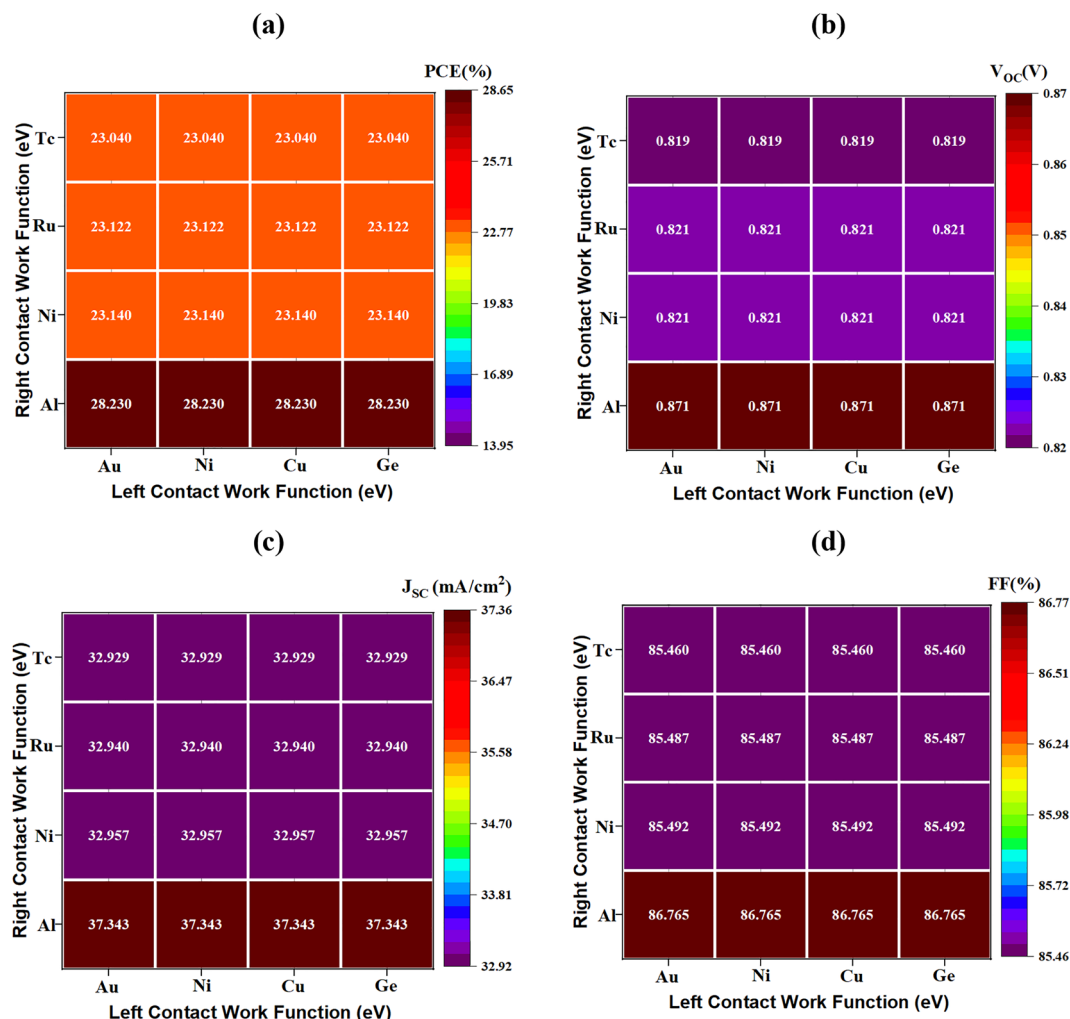 (a)
PCE(%)
Right Contact Work Function (eV)
Tc 23.040 23.040 23.040 23.040
Ru 23.122 23.122 23.122 23.122
Ni 23.140 23.140 23.140 23.140
Al 28.230 28.230 28.230 28.230
Au Ni Cu Ge
Left Contact Work Function (eV)
28.65
25.71
22.77
19.83
16.89
13.95
(b)
V_OC(V)
Right Contact Work Function (eV)
Tc 0.819 0.819 0.819 0.819
Ru 0.821 0.821 0.821 0.821
Ni 0.821 0.821 0.821 0.821
Al 0.871 0.871 0.871 0.871
Au Ni Cu Ge
Left Contact Work Function (eV)
0.87
0.86
0.85
0.84
0.83
0.82
(c)
J_SC (mA/cm²)
Right Contact Work Function (eV)
Tc 32.929 32.929 32.929 32.929
Ru 32.940 32.940 32.940 32.940
Ni 32.957 32.957 32.957 32.957
Al 37.343 37.343 37.343 37.343
Au Ni Cu Ge
Left Contact Work Function (eV)
37.36
36.47
35.58
34.70
33.81
32.92
(d)
FF(%)
Right Contact Work Function (eV)
Tc 85.460 85.460 85.460 85.460
Ru 85.487 85.487 85.487 85.487
Ni 85.492 85.492 85.492 85.492
Al 86.765 86.765 86.765 86.765
Au Ni Cu Ge
Left Contact Work Function (eV)
86.77
86.51
86.24
85.98
85.72
85.46